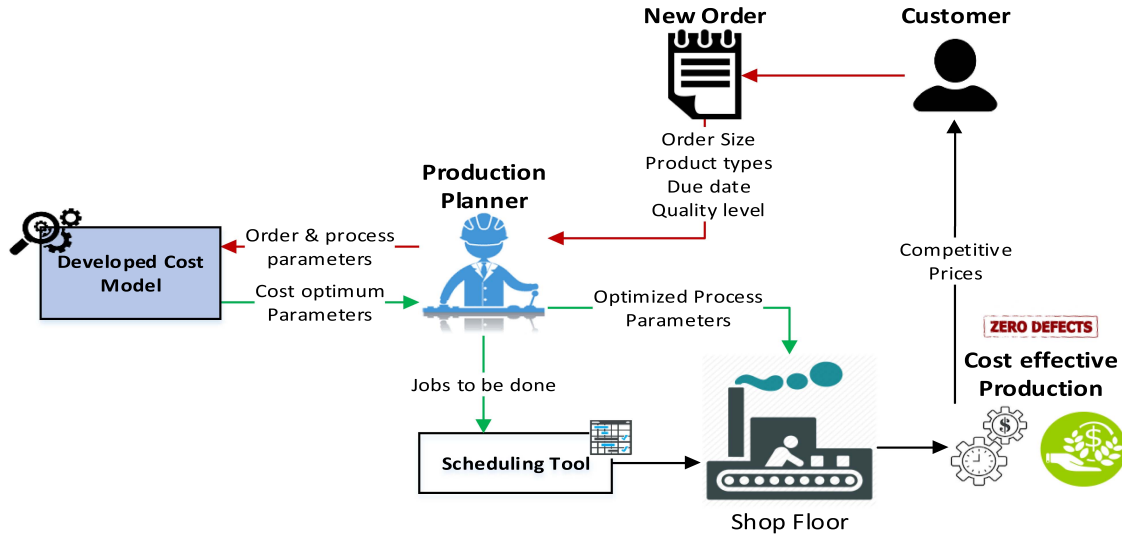 New Order
Customer
Order Size
Product types
Due date
Quality level
Production
Planner
Order & process
parameters
Developed Cost
Model
Cost optimum
Parameters
Optimized Process
Parameters
Competitive
Prices
ZERO DEFECTS
Cost effective
Production
$
$
Jobs to be done
Scheduling Tool
Shop Floor